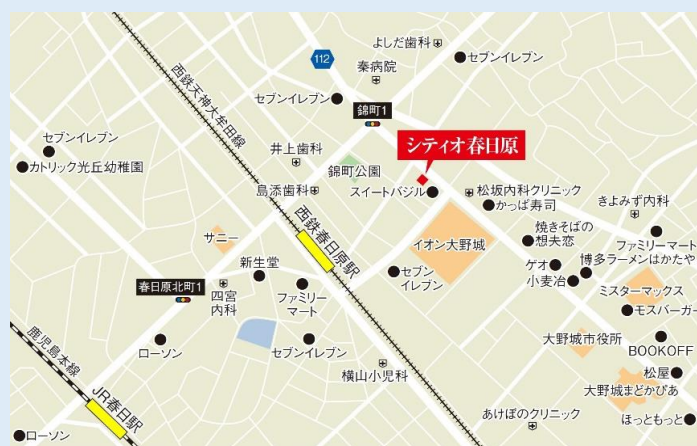 よしだ歯科
セブンイレブン
112
秦病院
セブンイレブン
錦町1
西鉄天神大牟田線
シティオ春日原
セブンイレブン
カトリック光丘幼稚園
井上歯科
錦町公園
島添歯科
スイートバジル
松坂内科クリニック
かっぱ寿司
きよみず内科
焼きそばの
想夫恋
サニー
西鉄春日原駅
イオン大野城
ファミリーマート
博多ラーメンはかたや
ゲオ
小麦冶
新生堂
セブン
イレブン
春日原北町1
四宮
内科
ファミリー
マート
ミスターマックス
モスバーガー
鹿児島本線
ローソン
セブンイレブン
大野城市役所
BOOKOFF
横山小児科
松屋
大野城まどかぴあ
JR春日駅
あけぼのクリニック
ほっともっと
ローソン